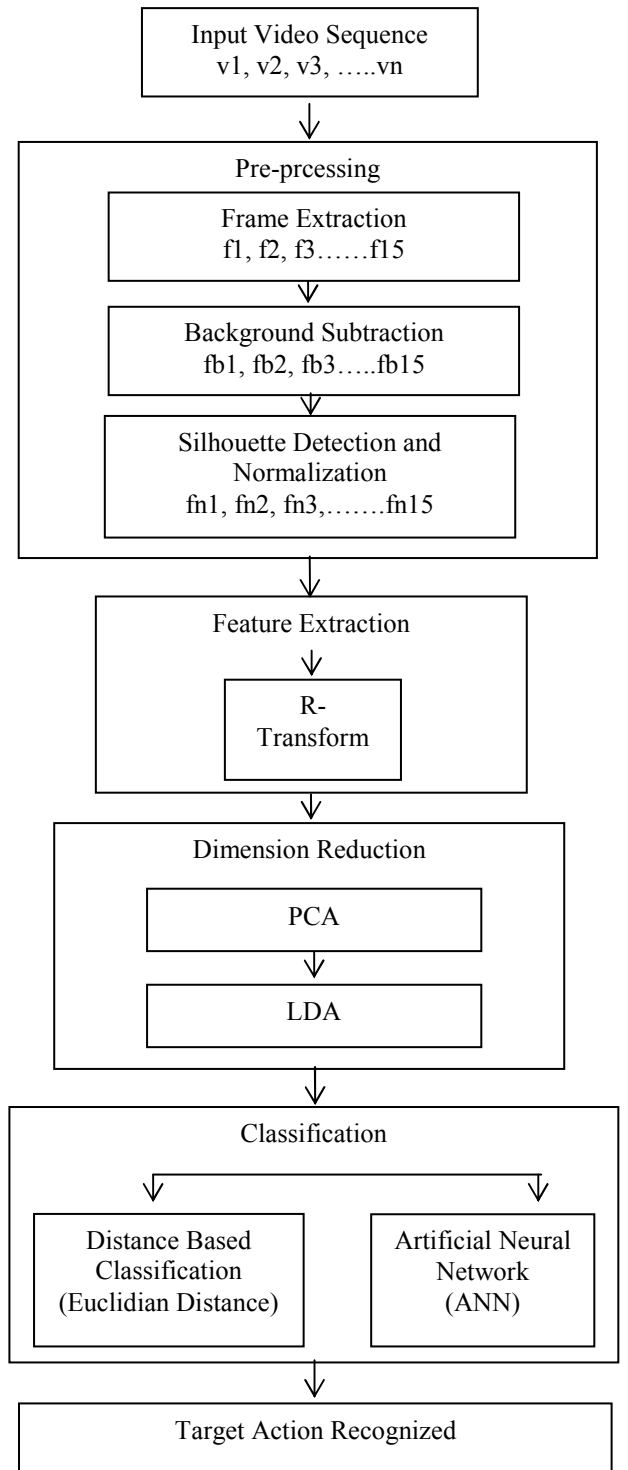 Input Video Sequence
v1, v2, v3, …..vn
Pre-prcessing
Frame Extraction
f1, f2, f3……f15
Background Subtraction
fb1, fb2, fb3…..fb15
Silhouette Detection and
Normalization
fn1, fn2, fn3,…….fn15
Feature Extraction
R-
Transform
Dimension Reduction
PCA
LDA
Classification
Distance Based
Classification
(Euclidian Distance)
Artificial Neural
Network
(ANN)
Target Action Recognized